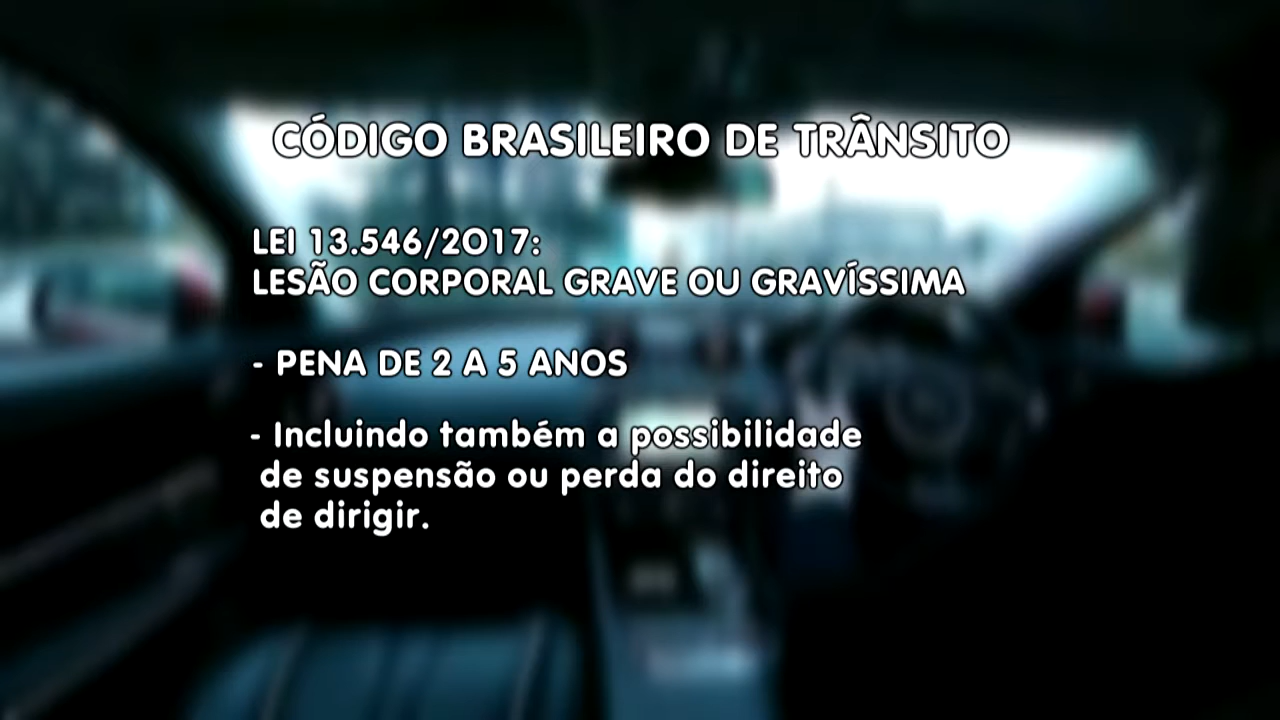 CÓDIGO BRASILEIRO DE TRÂNSITO
LEI 13.546/2017:
LESÃO CORPORAL GRAVE OU GRAVÍSSIMA
- PENA DE 2 A 5 ANOS
- Incluindo também a possibilidade
de suspensão ou perda do direito
de dirigir.